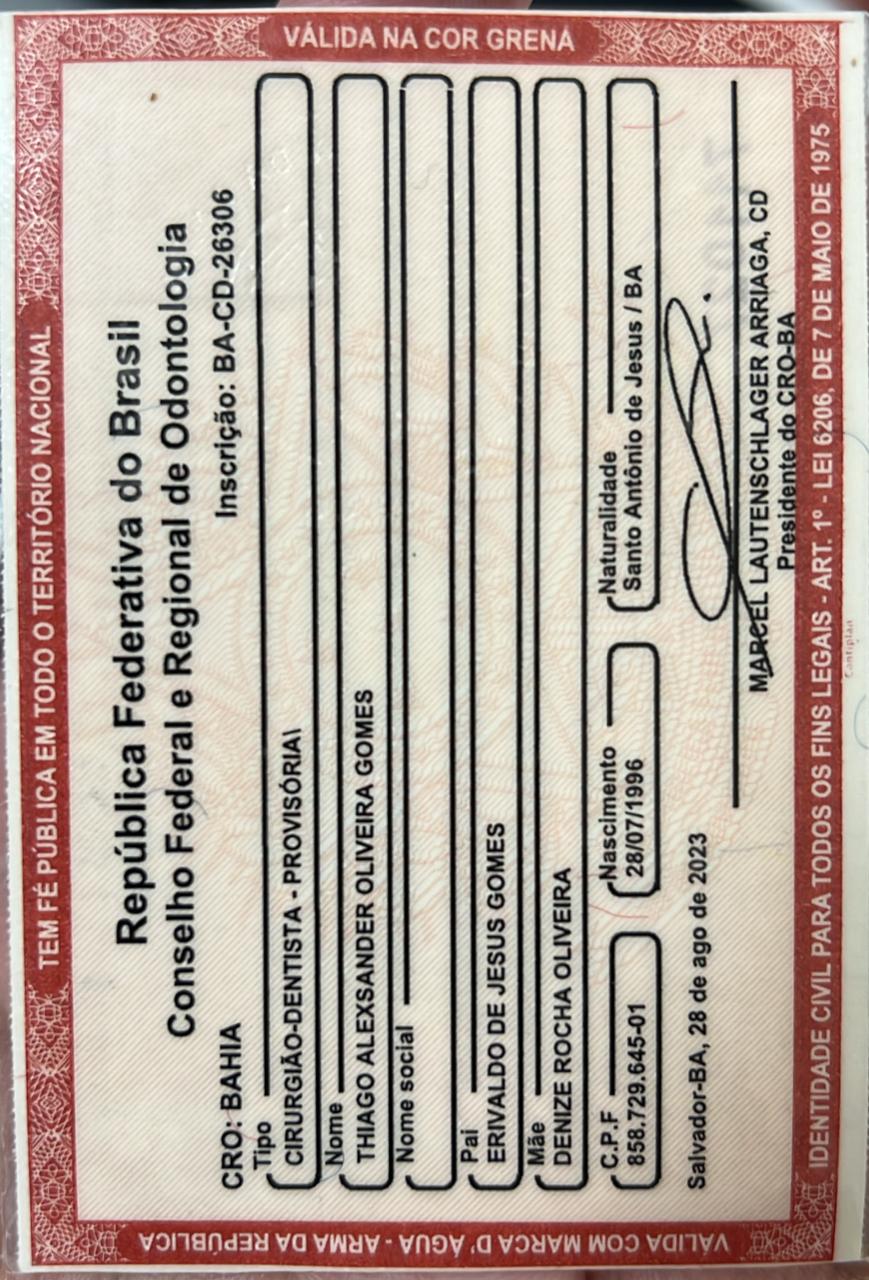 TEM FÉ PÚBLICA EM TODO O TERRITÓRIO NACIONAL
VÁLIDA NA COR GRENÁ
República Federativa do Brasil
Conselho Federal e Regional de Odontologia
CRO: BAHIA
Inscrição: BA-CD-26306
Tipo
CIRURGIÃO-DENTISTA - PROVISÓRIA\
Nome
THIAGO ALEXSANDER OLIVEIRA GOMES
Nome social
Pai
ERIVALDO DE JESUS GOMES
Mãe
DENIZE ROCHA OLIVEIRA
C.P.F
858.729.645-01
Nascimento
28/07/1996
Naturalidade
Santo Antônio de Jesus / BA
Salvador-BA, 28 de ago de 2023
MARCEL LAUTENSCHLAGER ARRIAGA, CD
Presidente do CRO-BA
VÁLIDA COM MARCA D' ÁGUA - ARMA DA REPÚBLICA
IDENTIDADE CIVIL PARA TODOS OS FINS LEGAIS - ART. 1º - LEI 6206, DE 7 DE MAIO DE 1975